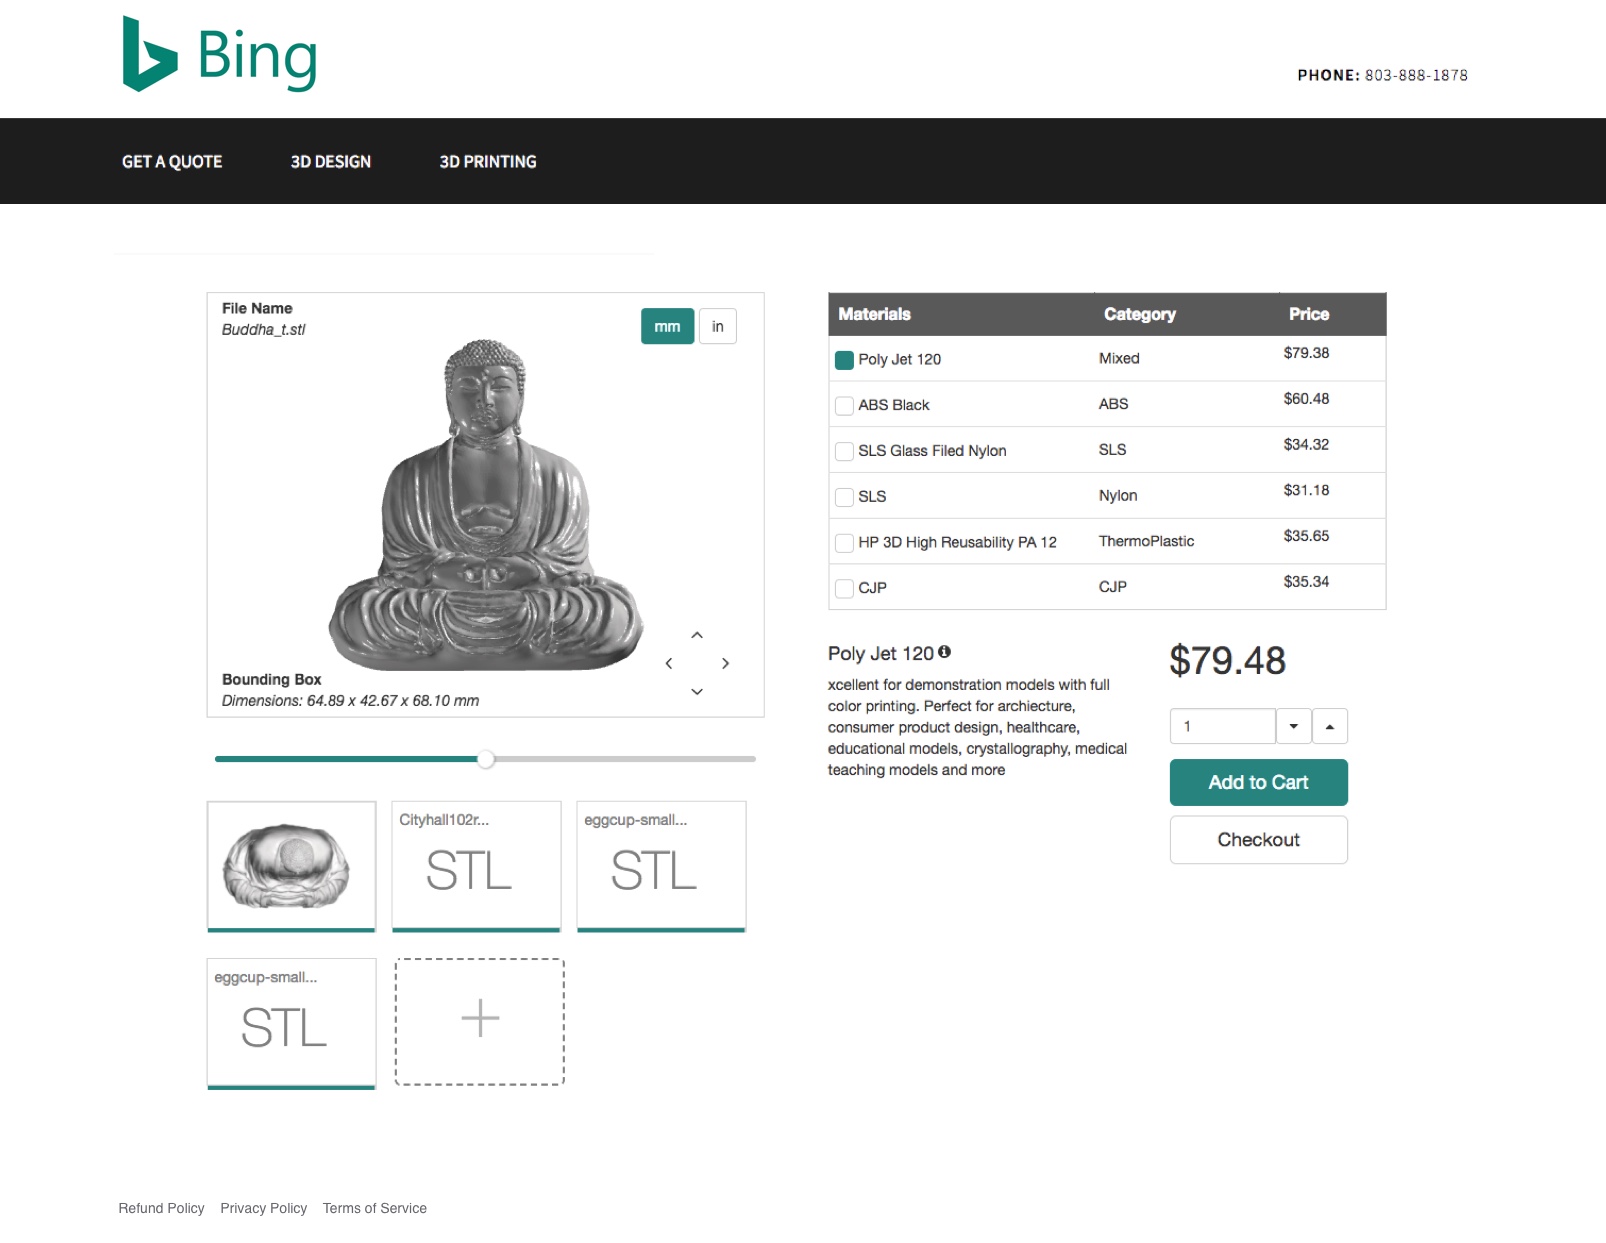 Bing
PHONE: 803-888-1878
GET A QUOTE
3D DESIGN
3D PRINTING
File Name
Buddha_t.stl
mm
in
Bounding Box
Dimensions: 64.89 x 42.67 x 68.10 mm
Cityhall102r...
STL
eggcup-small...
STL
eggcup-small...
STL
Materials Category Price
Poly Jet 120 Mixed $79.38
ABS Black ABS $60.48
SLS Glass Filed Nylon SLS $34.32
SLS Nylon $31.18
HP 3D High Reusability PA 12 ThermoPlastic $35.65
CJP CJP $35.34
Poly Jet 120
xcellent for demonstration models with full
color printing. Perfect for archiecture,
consumer product design, healthcare,
educational models, crystallography, medical
teaching models and more
$79.48
1
Add to Cart
Checkout
Refund Policy Privacy Policy Terms of Service